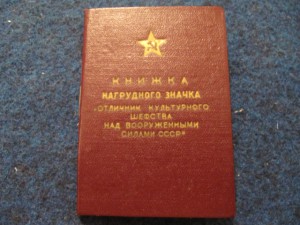 КНИЖКА
НАГРУДНОГО ЗНАЧКА
„ОТЛИЧНИК КУЛЬТУРНОГО
ШЕФСТВА
НАД ВООРУЖЕННЫМИ
СИЛАМИ СССР"